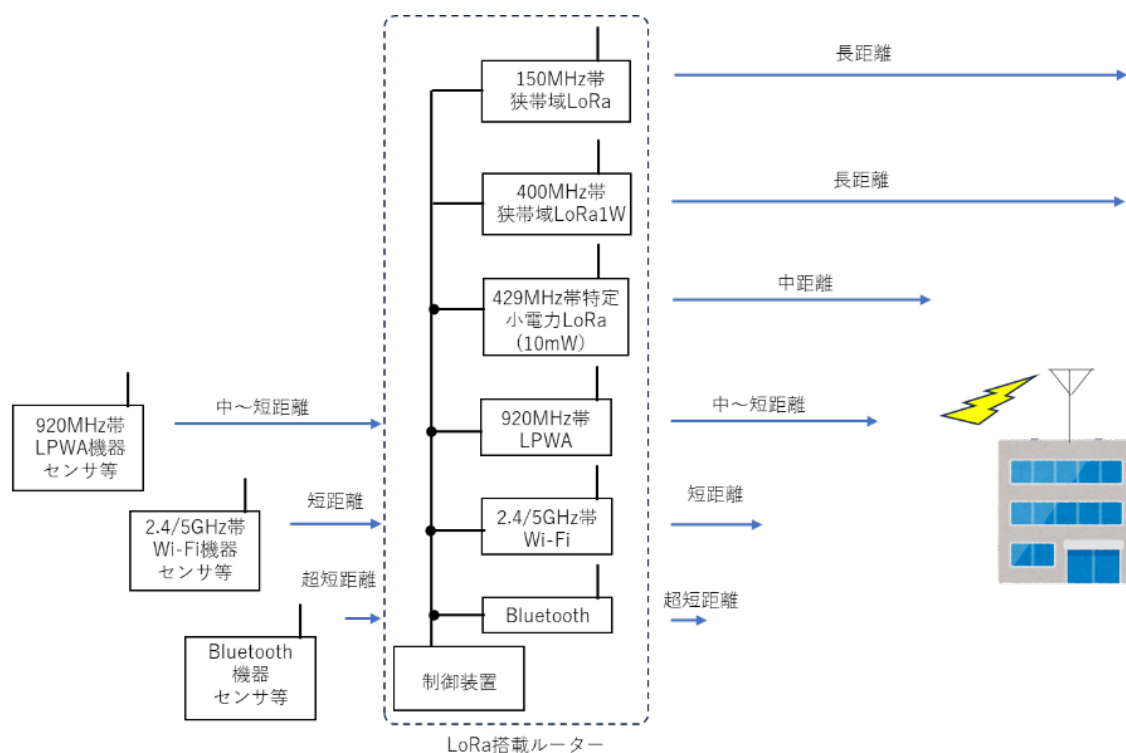 150MHz帯
狭帯域LoRa
長距離
400MHz帯
狭帯域LoRa1W
長距離
429MHz帯特定
小電力LoRa
(10mW)
中距離
920MHz帯
LPWA機器
センサ等
中～短距離
920MHz帯
LPWA
中～短距離
2.4/5GHz帯
Wi-Fi機器
センサ等
短距離
2.4/5GHz帯
Wi-Fi
短距離
Bluetooth
機器
センサ等
超短距離
Bluetooth
超短距離
制御装置
LoRa搭載ルーター